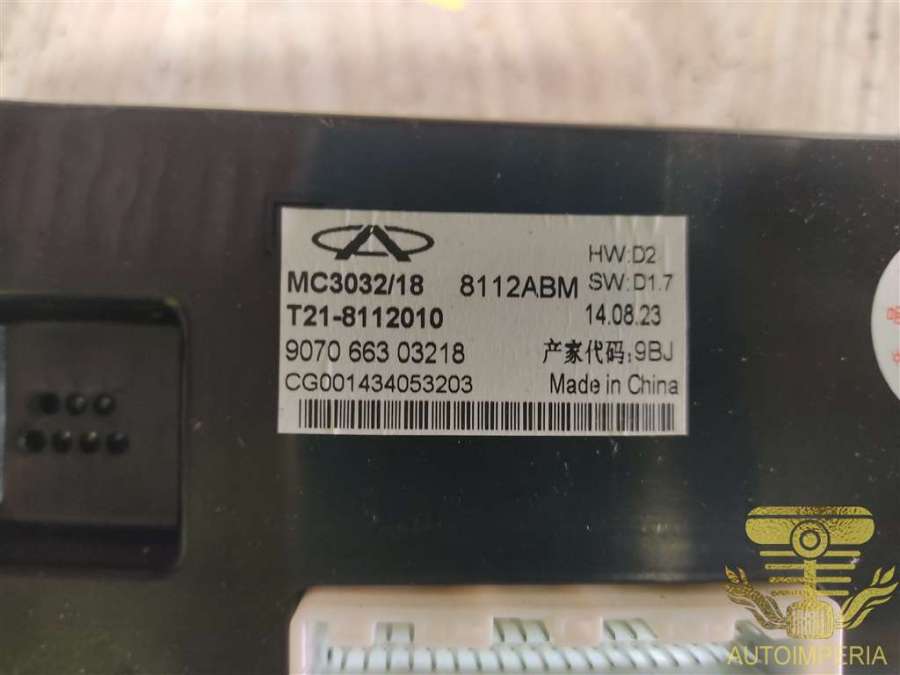 MC3032/18 8112ABM HW:D2
SW:D1.7
T21-8112010 14.08.23
9070 663 03218 产家代码:9BJ
CG001434053203 Made in China
AUTOIMPERIA